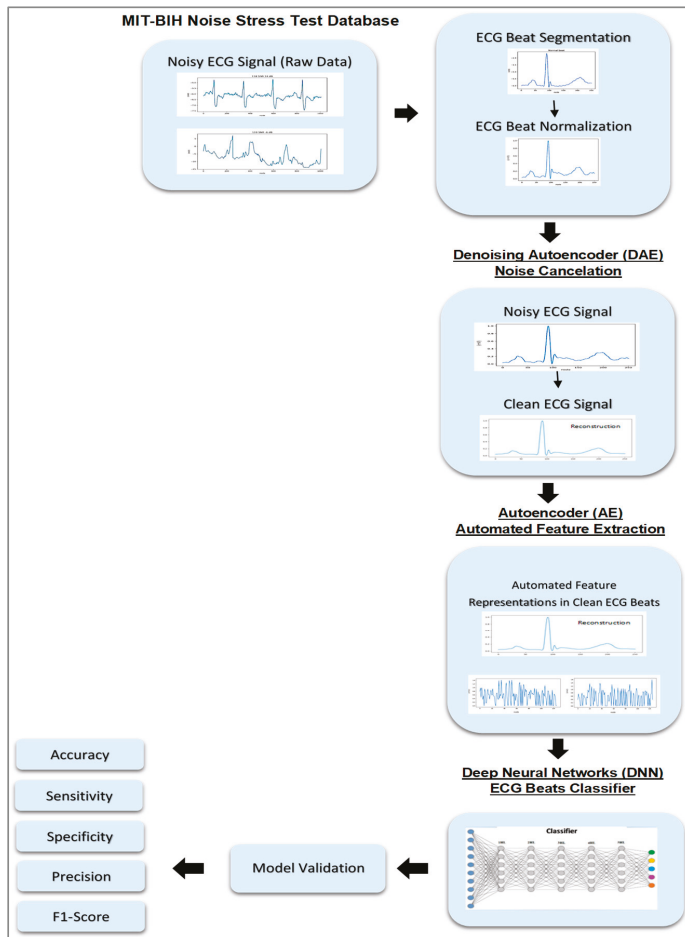 MIT-BIH Noise Stress Test Database
Noisy ECG Signal (Raw Data)
ECG Beat Segmentation
ECG Beat Normalization
Denoising Autoencoder (DAE)
Noise Cancelation
Noisy ECG Signal
Clean ECG Signal
Reconstruction
Autoencoder (AE)
Automated Feature Extraction
Automated Feature
Representations in Clean ECG Beats
Reconstruction
Deep Neural Networks (DNN)
ECG Beats Classifier
Classifier
Model Validation
Accuracy
Sensitivity
Specificity
Precision
F1-Score